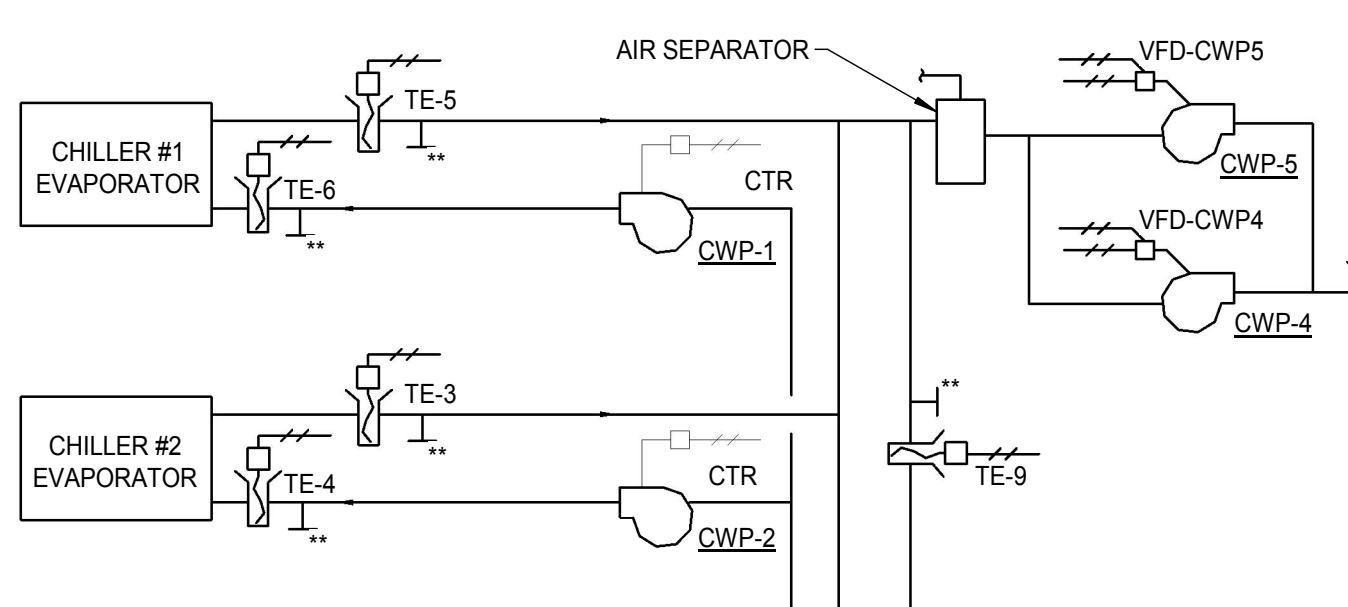 AIR SEPARATOR
VFD-CWP5
TE-5
CHILLER #1
EVAPORATOR
**
TE-6
CTR
CWP-5
**
CWP-1
VFD-CWP4
CWP-4
TE-3
**
CHILLER #2
EVAPORATOR
**
TE-4
CTR
TE-9
**
CWP-2